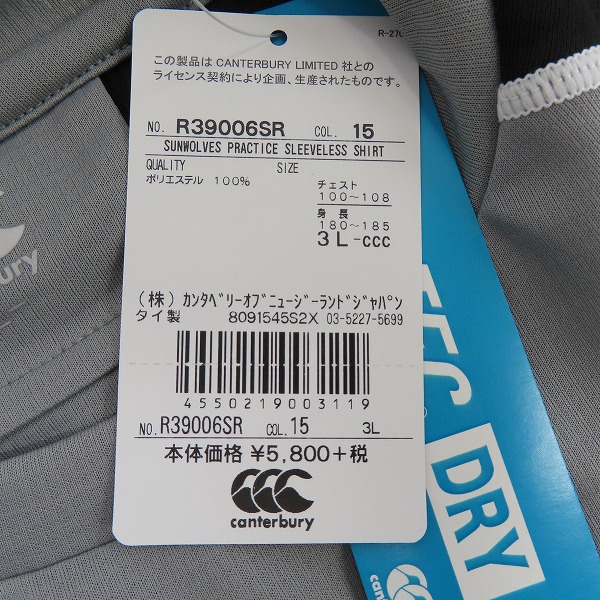 R-270
この製品は CANTERBURY LIMITED 社との
ライセンス契約により企画、生産されたものです。
NO. R39006SR COL. 15
SUNWOLVES PRACTICE SLEEVELESS SHIRT
QUALITY SIZE
ポリエステル 100%
チェスト
100～108
身 長
180～185
3L-ccc
(株) ｶﾝﾀﾍﾞﾘｰｵﾌﾞﾆｭｰｼﾞｰﾗﾝﾄﾞｼﾞｬﾊﾟﾝ
タイ製 8091545S2X 03-5227-5699
4550219003119
NO. R39006SR COL. 15 3L
本体価格 ¥5,800+税
canterbury
DRY